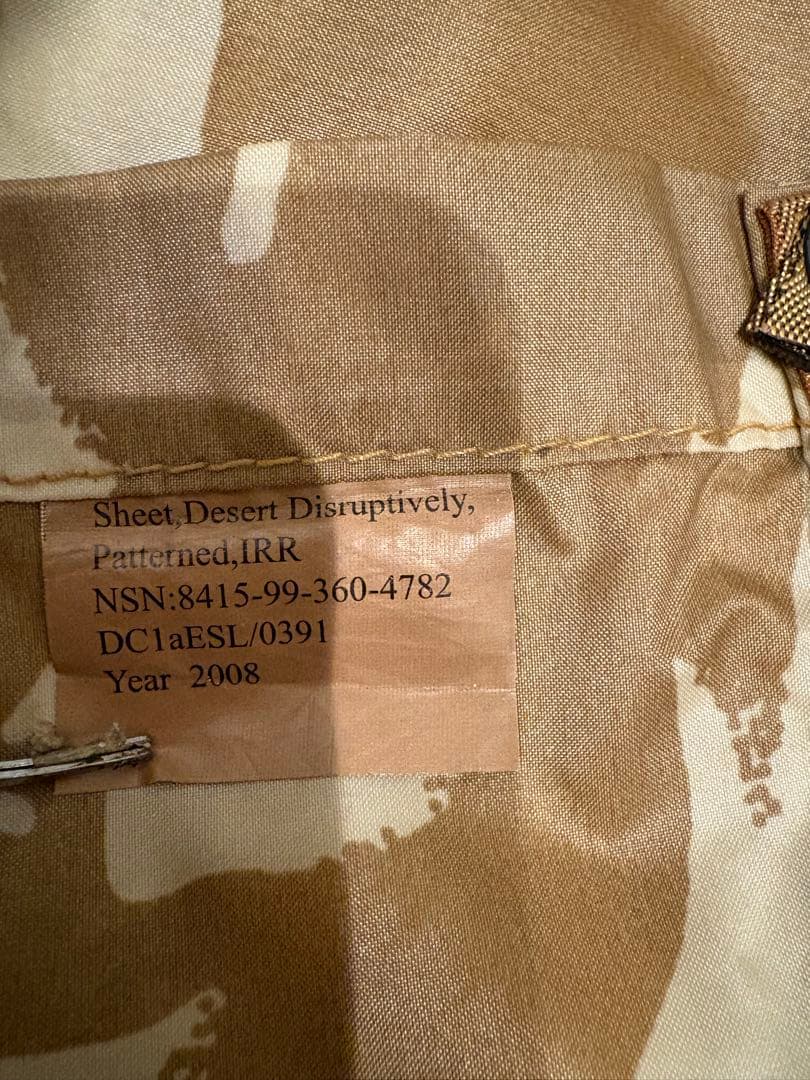 Sheet,Desert Disruptively,
Patterned,IRR
NSN:8415-99-360-4782
DC1aESL/0391
Year 2008